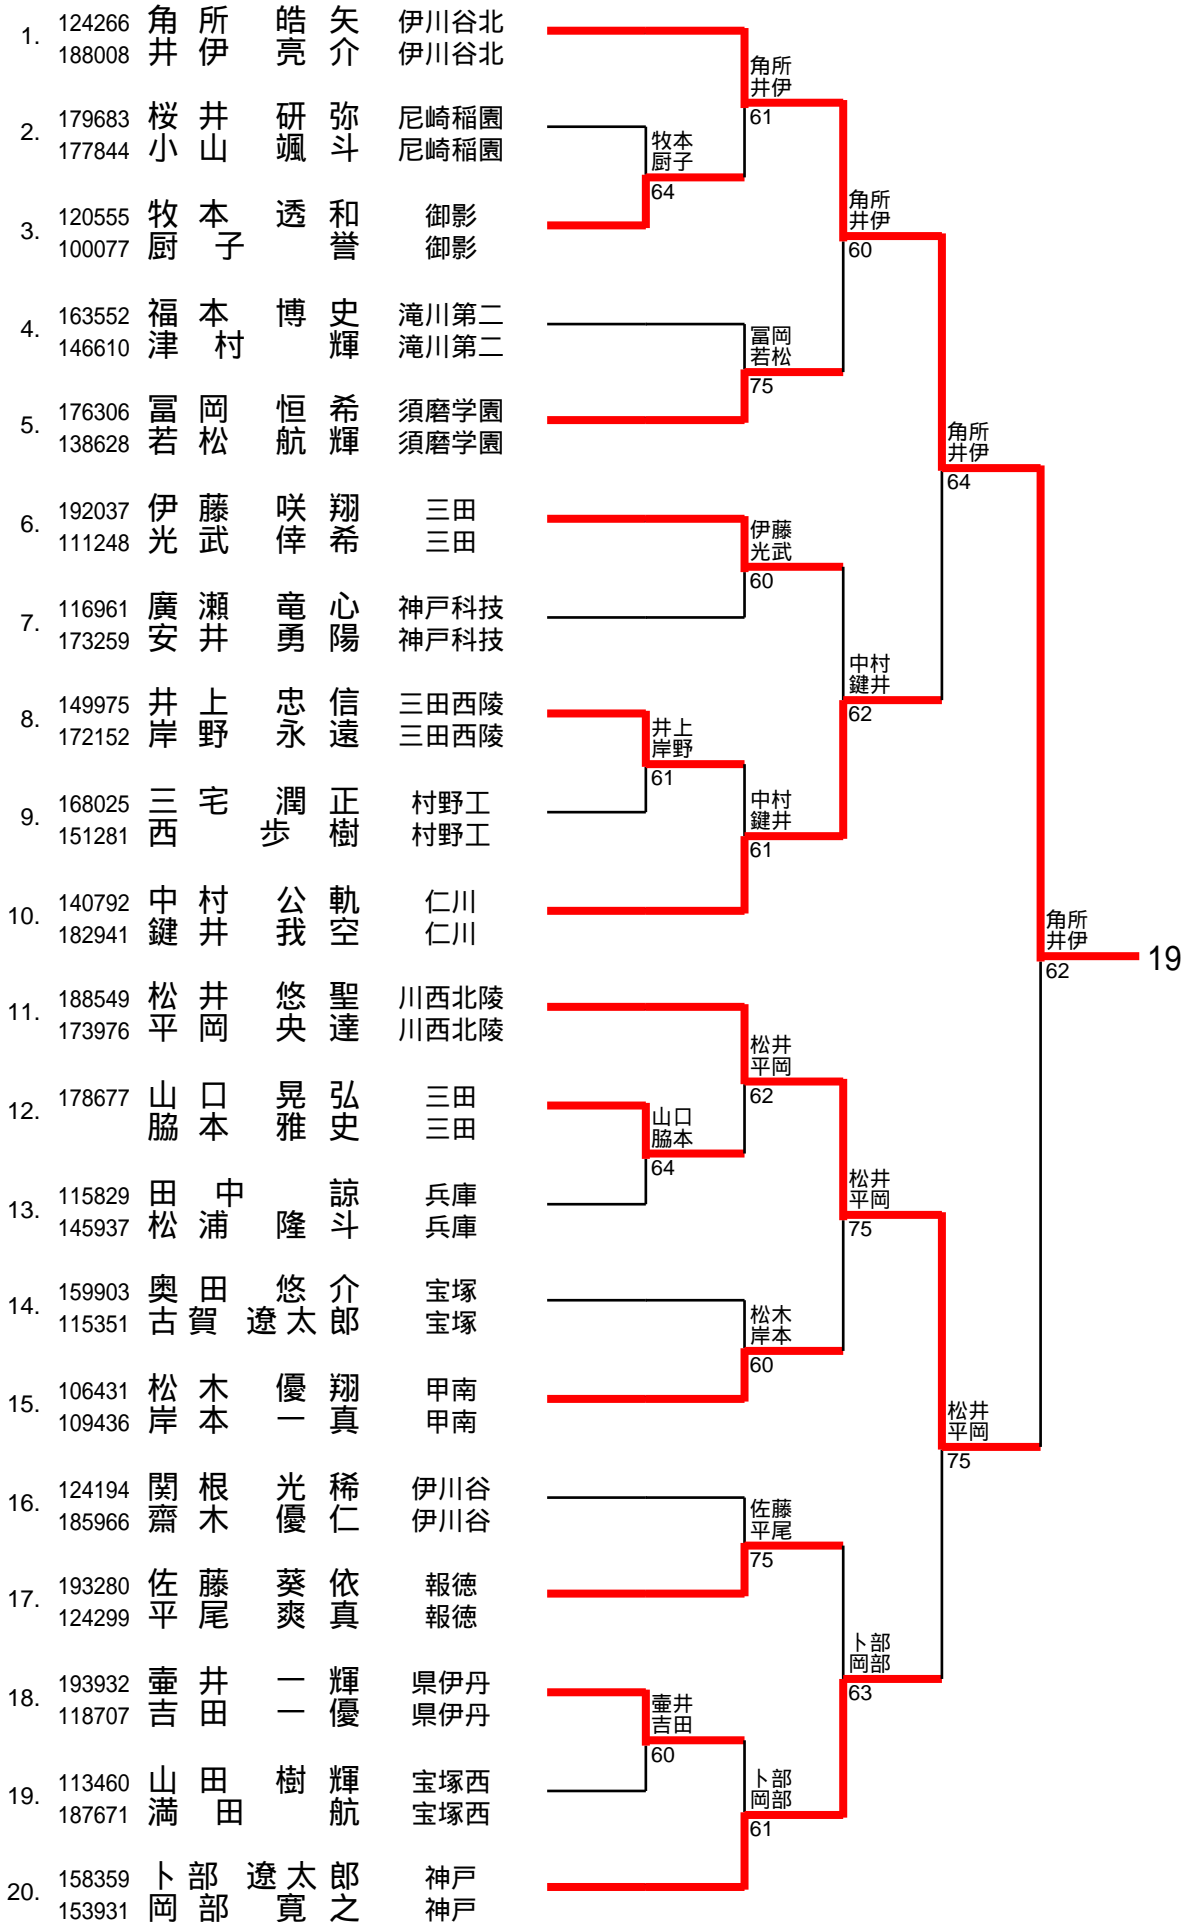 1. 124266 角所 皓矢 伊川谷北
188008 井伊 亮介 伊川谷北
2. 179683 桜井 研弥 尼崎稲園
177844 小山 颯斗 尼崎稲園
3. 120555 牧本 透和 御影
100077 厨子 誉 御影
4. 163552 福本 博史 滝川第二
146610 津村 輝 滝川第二
5. 176306 冨岡 恒希 須磨学園
138628 若松 航輝 須磨学園
6. 192037 伊藤 咲翔 三田
111248 光武 倖希 三田
7. 116961 廣瀬 竜心 神戸科技
173259 安井 勇陽 神戸科技
8. 149975 井上 忠信 三田西陵
172152 岸野 永遠 三田西陵
9. 168025 三宅 潤正 村野工
151281 西 歩樹 村野工
10. 140792 中村 公軌 仁川
182941 鍵井 我空 仁川
11. 188549 松井 悠聖 川西北陵
173976 平岡 央達 川西北陵
12. 178677 山口 晃弘 三田
脇本 雅史 三田
13. 115829 田中 諒 兵庫
145937 松浦 隆斗 兵庫
14. 159903 奥田 悠介 宝塚
115351 古賀 遼太郎 宝塚
15. 106431 松木 優翔 甲南
109436 岸本 一真 甲南
16. 124194 関根 光稀 伊川谷
185966 齋木 優仁 伊川谷
17. 193280 佐藤 葵依 報徳
124299 平尾 爽真 報徳
18. 193932 壷井 一輝 県伊丹
118707 吉田 一優 県伊丹
19. 113460 山田 樹輝 宝塚西
187671 満田 航 宝塚西
20. 158359 卜部 遼太郎 神戸
153931 岡部 寛之 神戸
牧本
厨子
64
井上
岸野
61
山口
脇本
64
壷井
吉田
60
角所
井伊
61
冨岡
若松
75
伊藤
光武
60
中村
鍵井
61
松井
平岡
62
松木
岸本
60
佐藤
平尾
75
卜部
岡部
61
角所
井伊
60
中村
鍵井
62
松井
平岡
75
卜部
岡部
63
角所
井伊
64
松井
平岡
75
角所
井伊
62
19